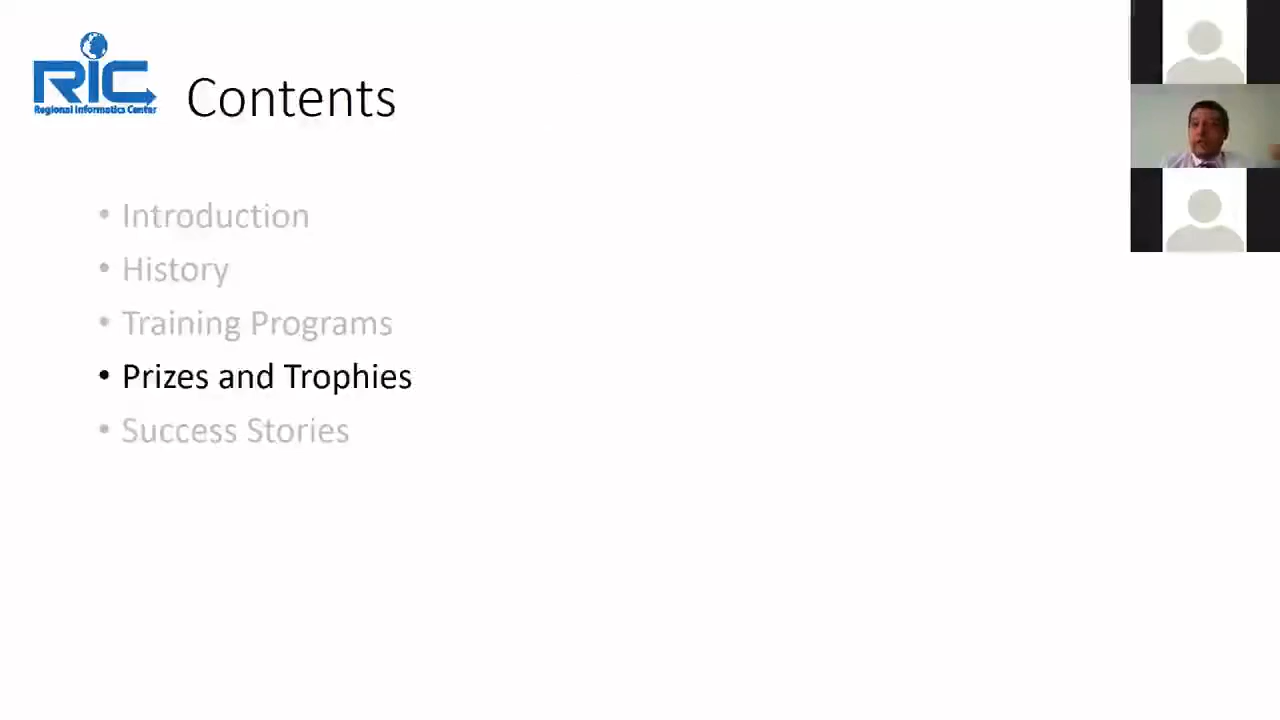 RIC
Regional Informatics Center
Contents
• Introduction
• History
• Training Programs
• Prizes and Trophies
• Success Stories